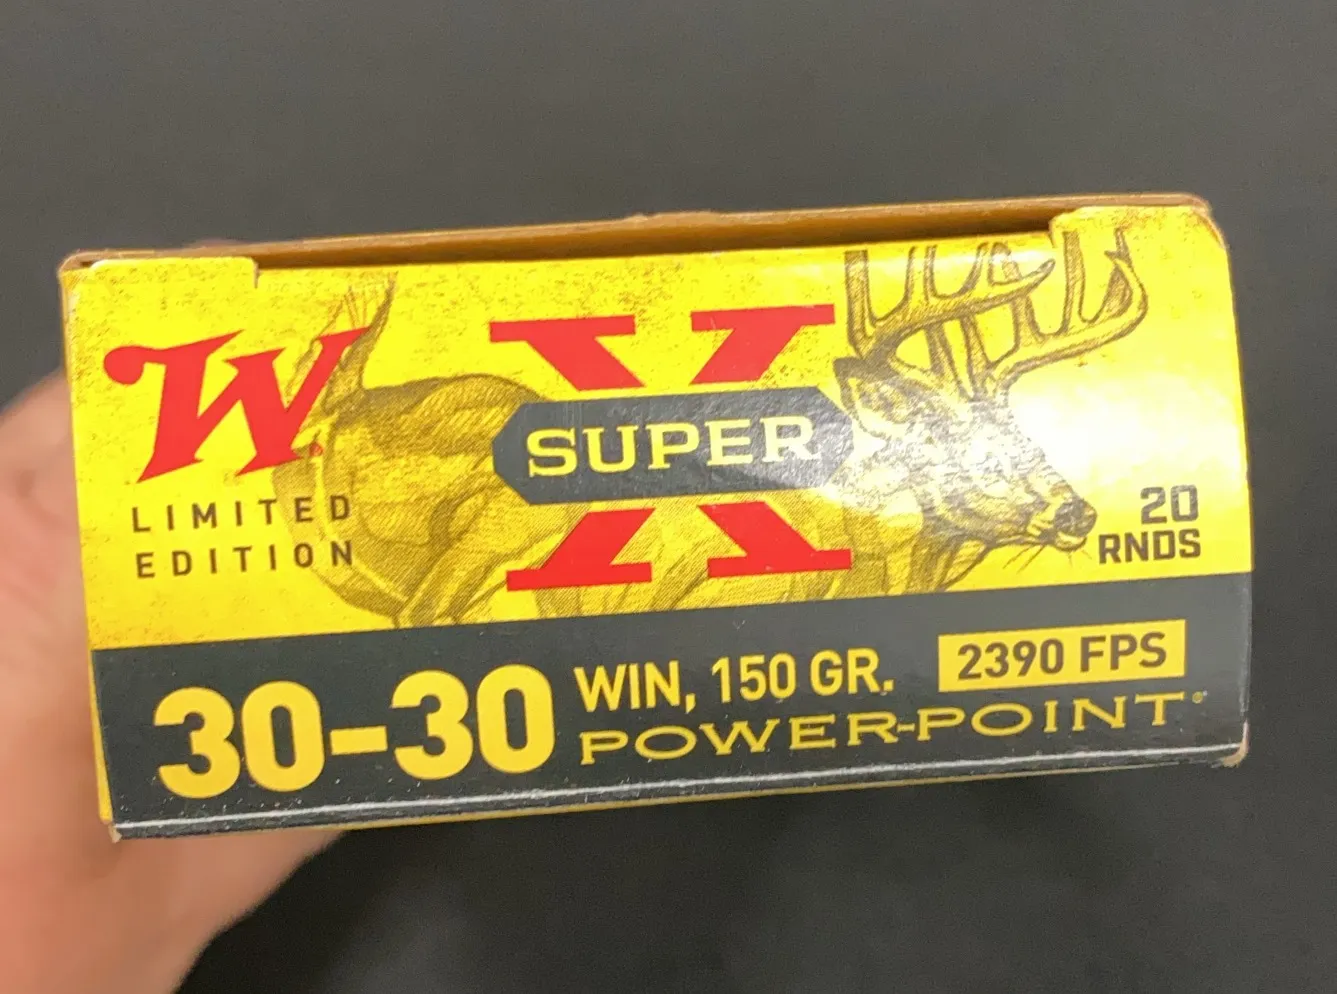 W
LIMITED
EDITION
X
SUPER
20
RNDS
30-30
WIN, 150 GR.
2390 FPS
POWER-POINT®